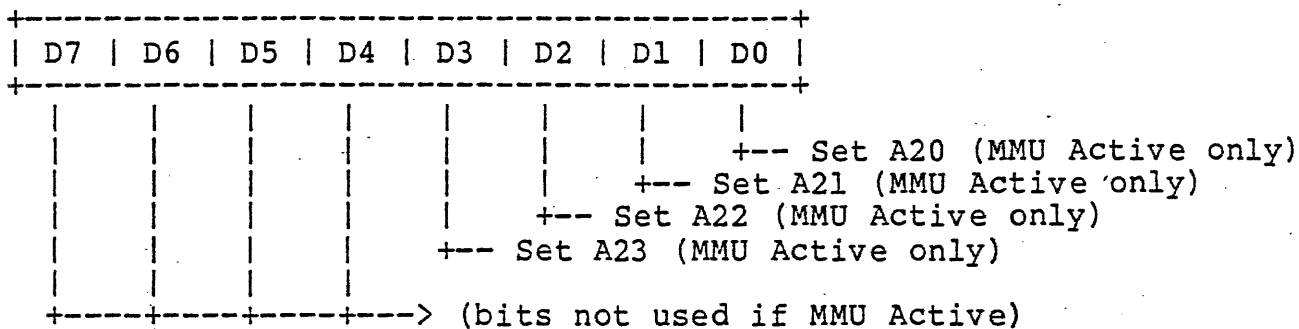 | D7 | D6 | D5 | D4 | D3 | D2 | D1 | D0 |
+-- Set A20 (MMU Active only)
+-- Set A21 (MMU Active only)
+-- Set A22 (MMU Active only)
+-- Set A23 (MMU Active only)
+----+----+----+---> (bits not used if MMU Active)